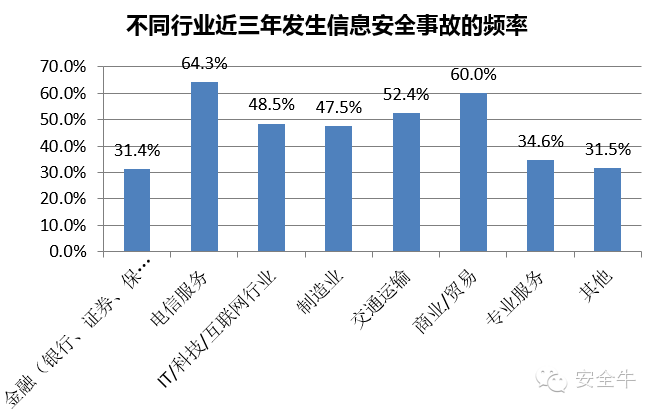 不同行业近三年发生信息安全事故的频率
70.0%
60.0%
50.0%
40.0%
30.0%
20.0%
10.0%
0.0%
31.4%
64.3%
48.5%
47.5%
52.4%
60.0%
34.6%
31.5%
金融（银行、证券、保…
电信服务
IT/科技/互联网行业
制造业
交通运输
商业/贸易
专业服务
其他
安全牛